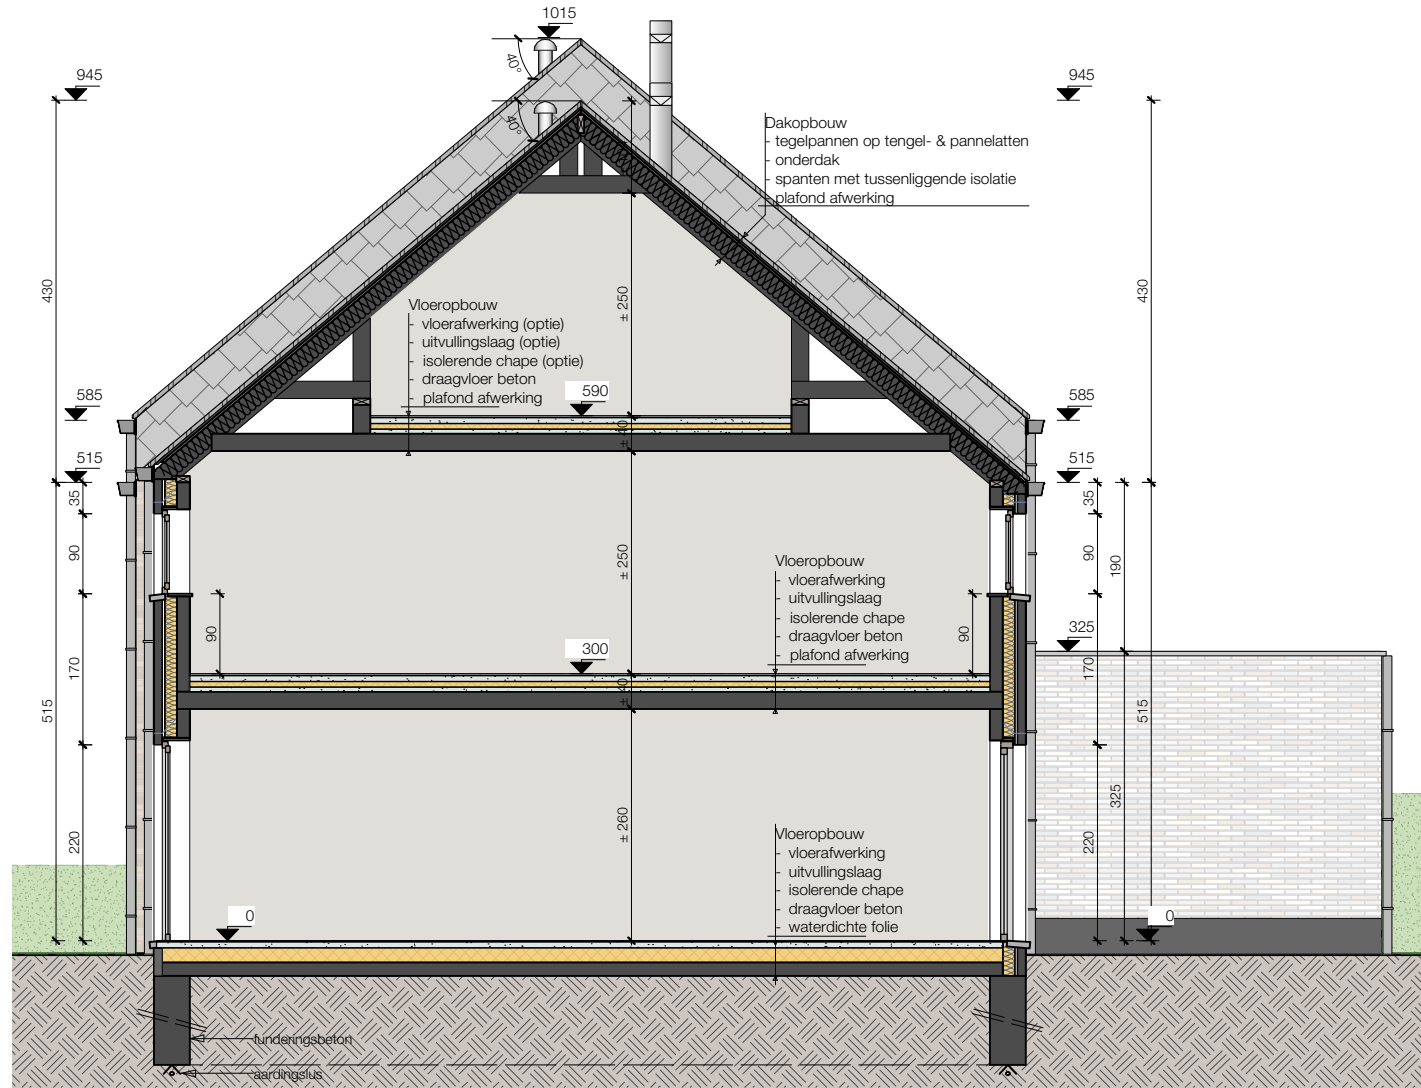 1015
945
945
40°
40°
Dakopbouw
- tegelpannen op tengel- & pannelatten
- onderdak
- spanten met tussenliggende isolatie
- plafond afwerking
430
430
± 250
Vloeropbouw
- vloerafwerking (optie)
- uitvullingslaag (optie)
- isolerende chape (optie)
- draagvloer beton
- plafond afwerking
590
585
585
± 40
515
515
35
35
90
90
190
± 250
Vloeropbouw
- vloerafwerking
- uitvullingslaag
- isolerende chape
- draagvloer beton
- plafond afwerking
90
90
325
300
170
170
± 40
515
515
325
220
220
± 260
Vloeropbouw
- vloerafwerking
- uitvullingslaag
- isolerende chape
- draagvloer beton
- waterdichte folie
0
0
funderingsbeton
aardingslus